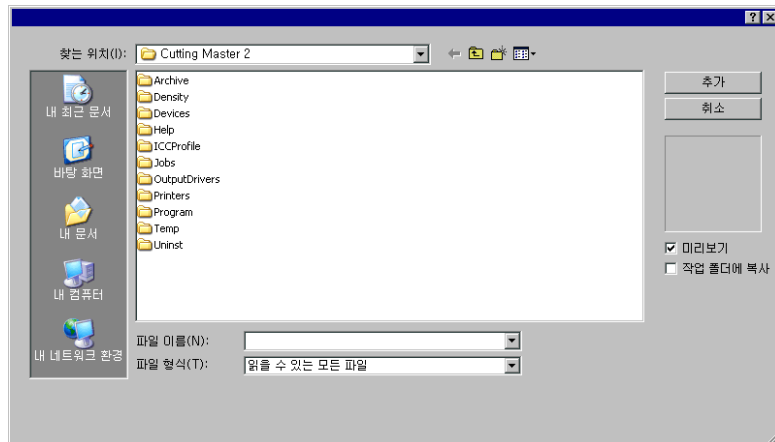 찾는 위치(I):
Cutting Master 2
내 최근 문서
바탕 화면
내 문서
내 컴퓨터
내 네트워크 환경
Archive
Density
Devices
Help
ICCProfile
Jobs
OutputDrivers
Printers
Program
Temp
Uninst
추가
취소
미리보기
작업 폴더에 복사
파일 이름(N):
파일 형식(T):
읽을 수 있는 모든 파일